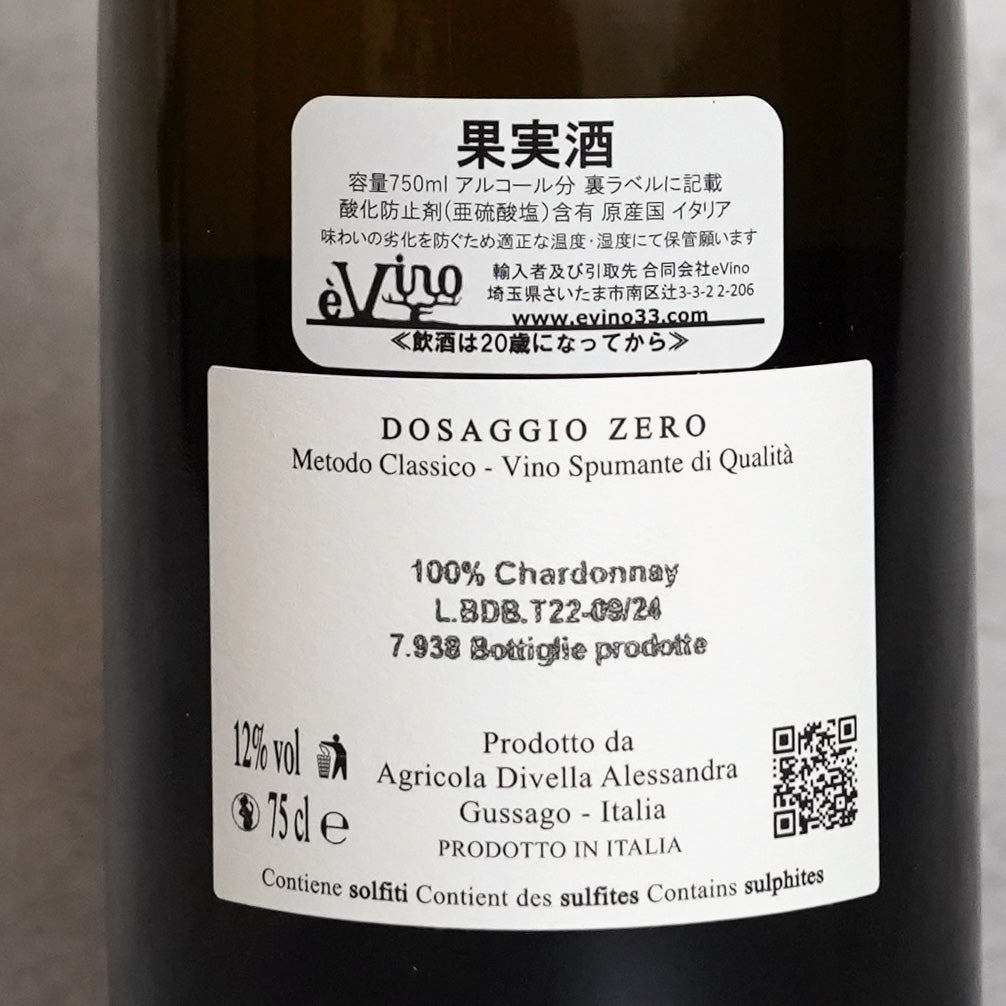 果実酒
容量750ml アルコール分 裏ラベルに記載
酸化防止剤(亜硫酸塩)含有 原産国 イタリア
味わいの劣化を防ぐため適正な温度・湿度にて保管願います
èVino
輸入者及び引取先 合同会社eVino
埼玉県さいたま市南区辻3-3-2 2-206
www.evino33.com
≪飲酒は20歳になってから≫
DOSAGGIO ZERO
Metodo Classico - Vino Spumante di Qualità
100% Chardonnay
L.BDB.T22-09/24
7.938 Bottiglie prodotte
12% vol
75 cl e
Prodotto da
Agricola Divella Alessandra
Gussago - Italia
PRODOTTO IN ITALIA
Contiene solfiti Contient des sulfites Contains sulphites